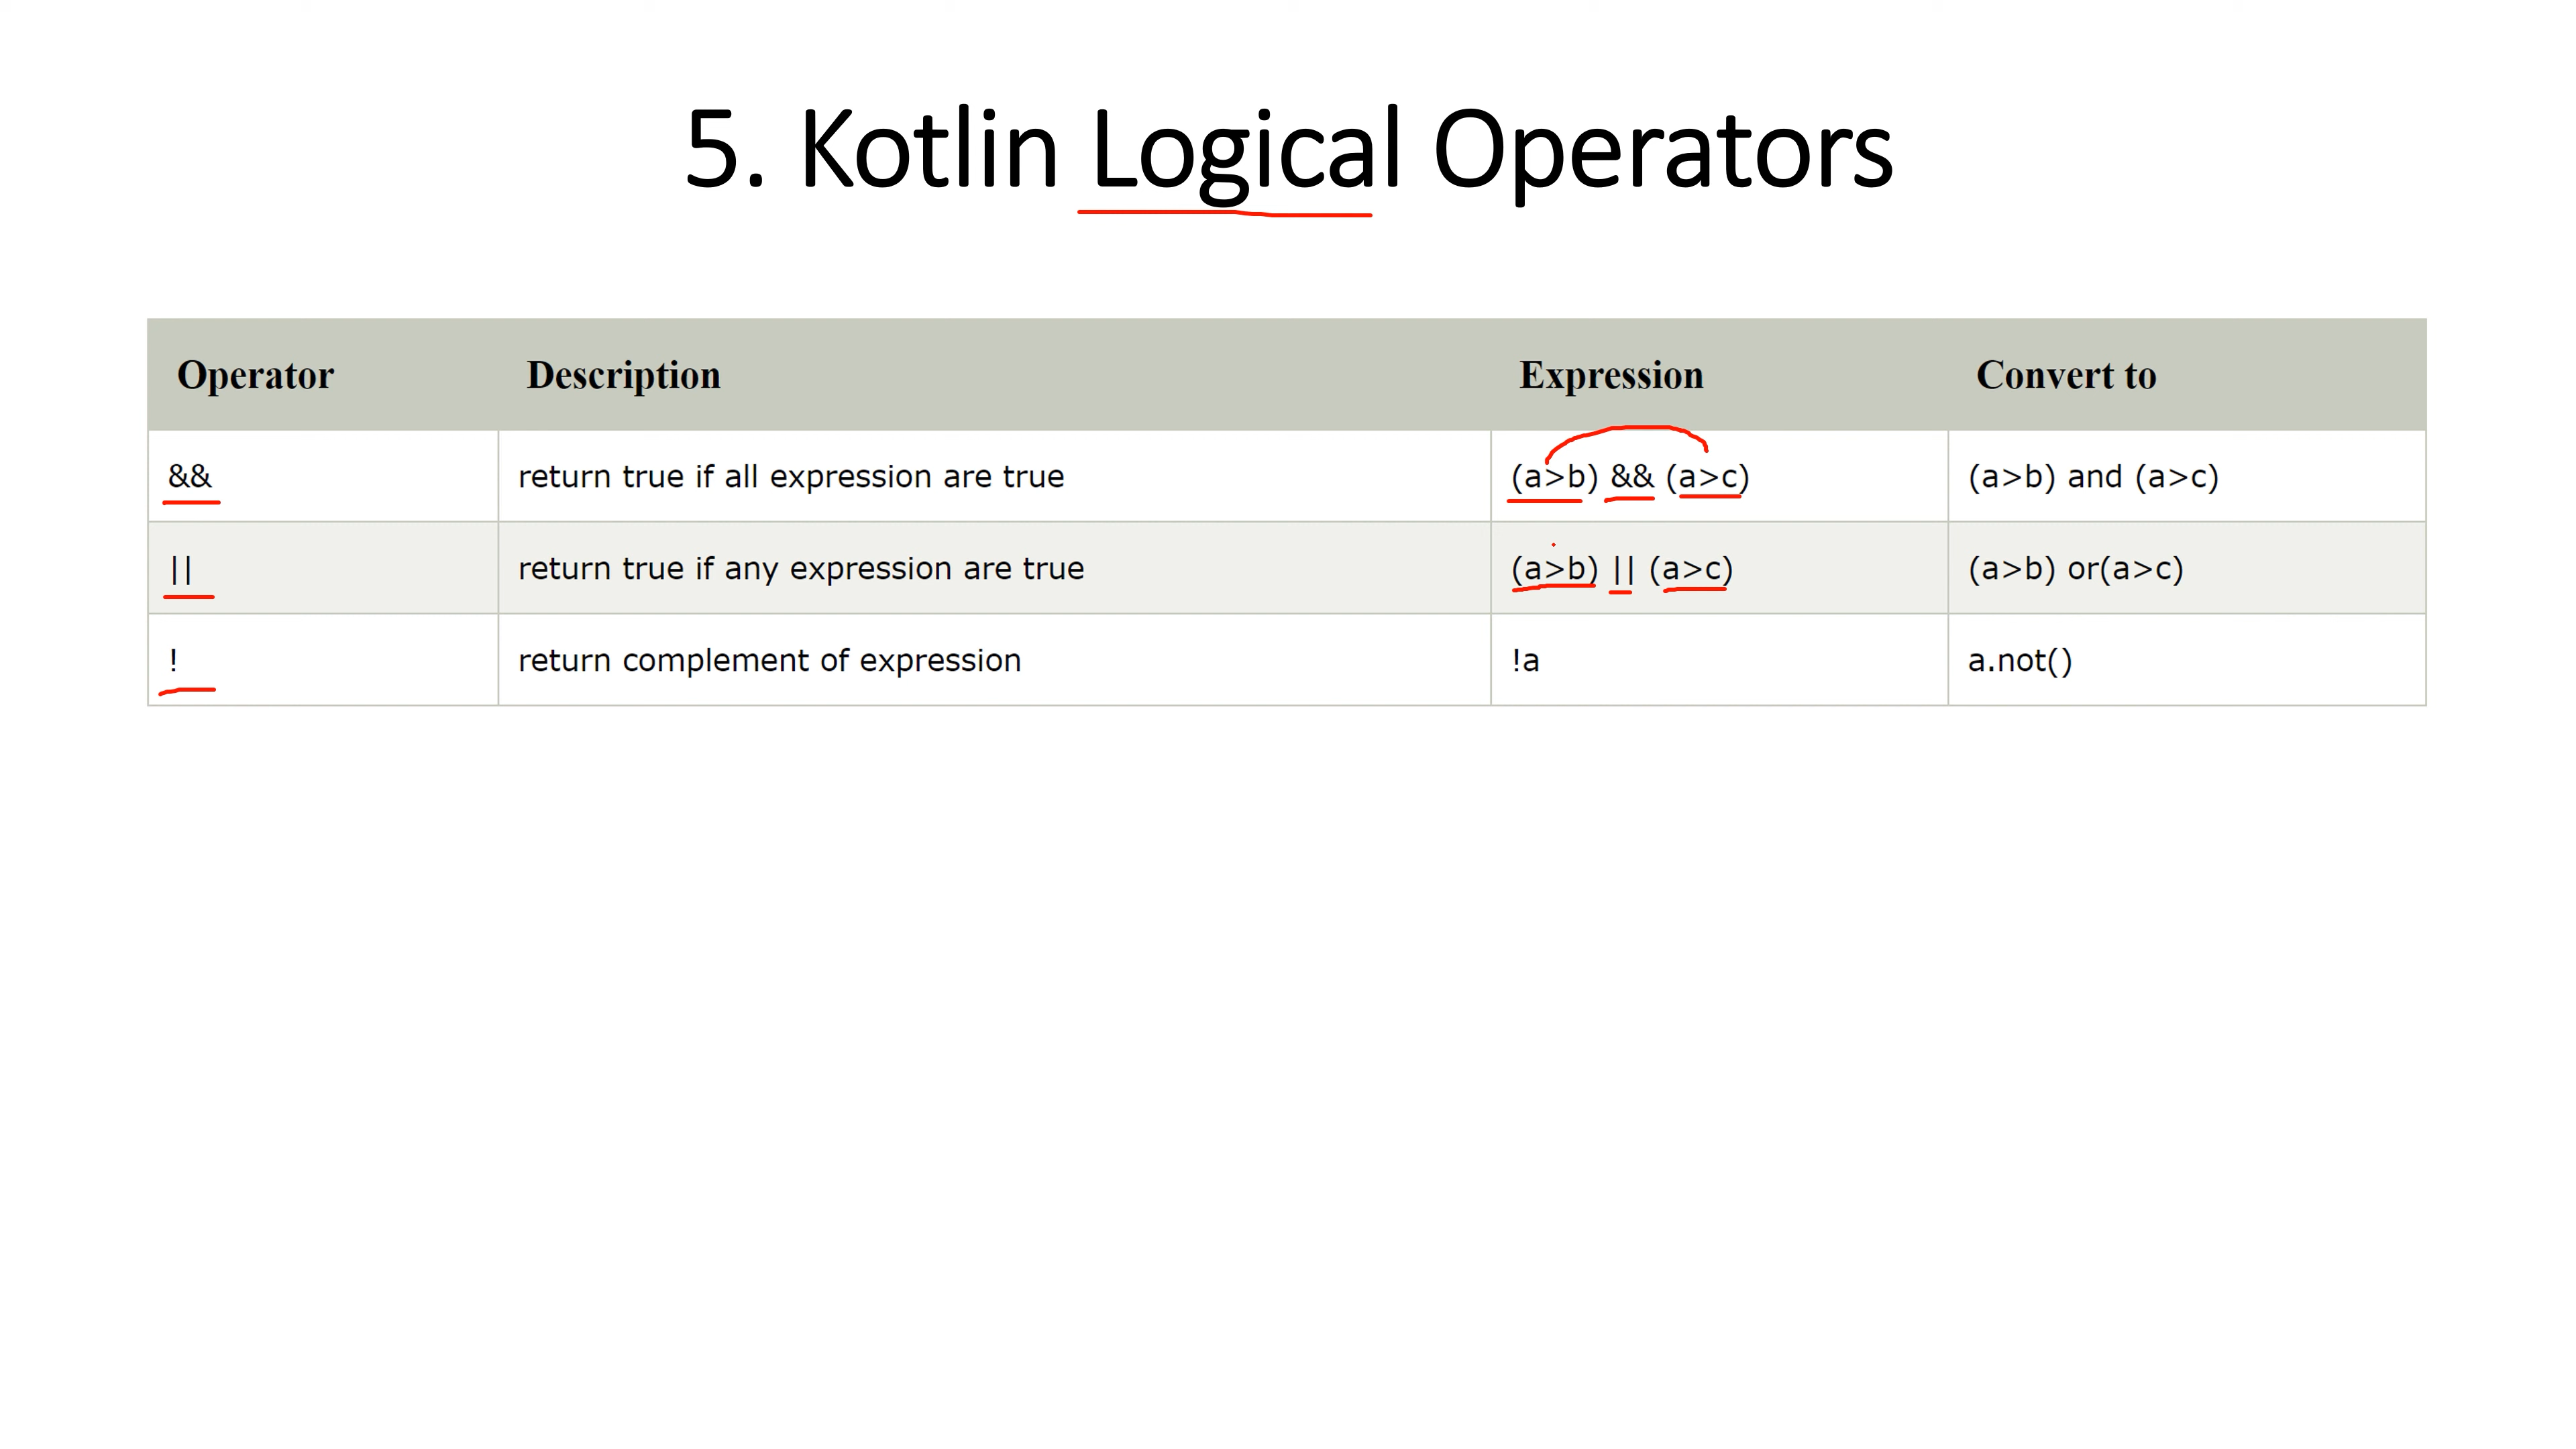 5. Kotlin Logical Operators
Operator Description Expression Convert to
&& return true if all expression are true (a>b) && (a>c) (a>b) and (a>c)
|| return true if any expression are true (a>b) || (a>c) (a>b) or(a>c)
! return complement of expression !a a.not()